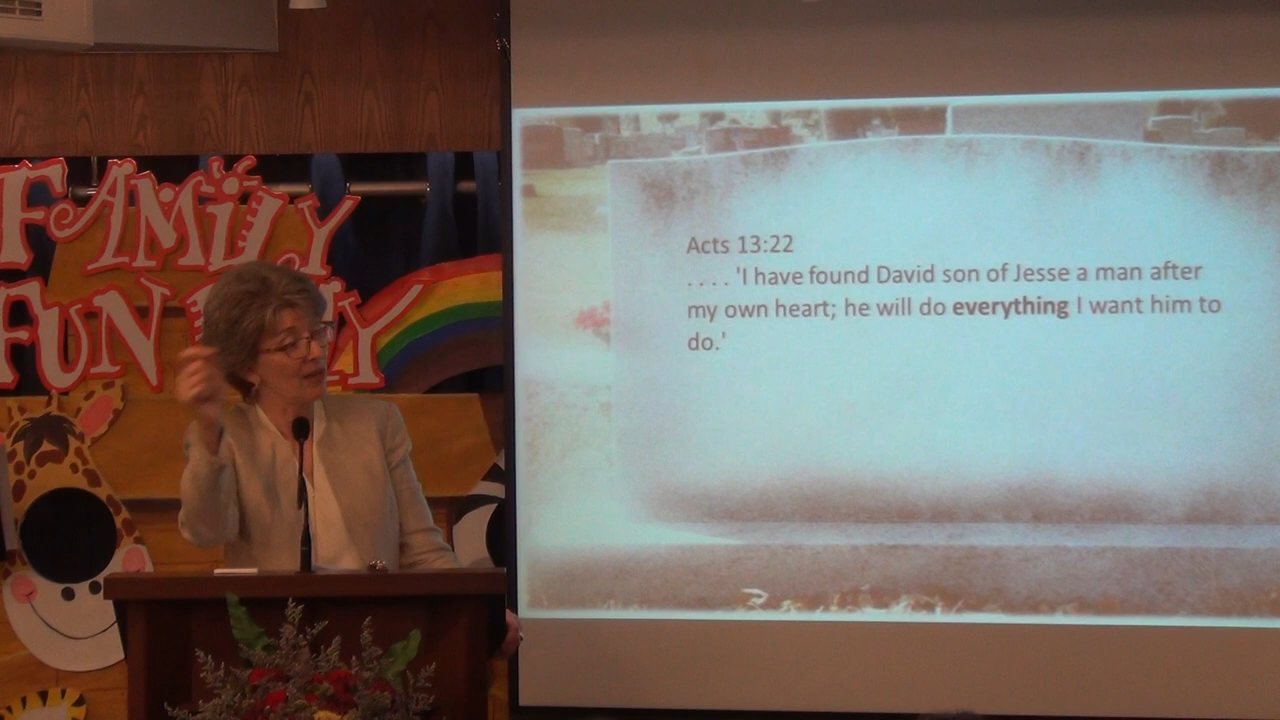 FAMILY
FUN DAY
Acts 13:22
. . . . 'I have found David son of Jesse a man after
my own heart; he will do everything I want him to
do.'